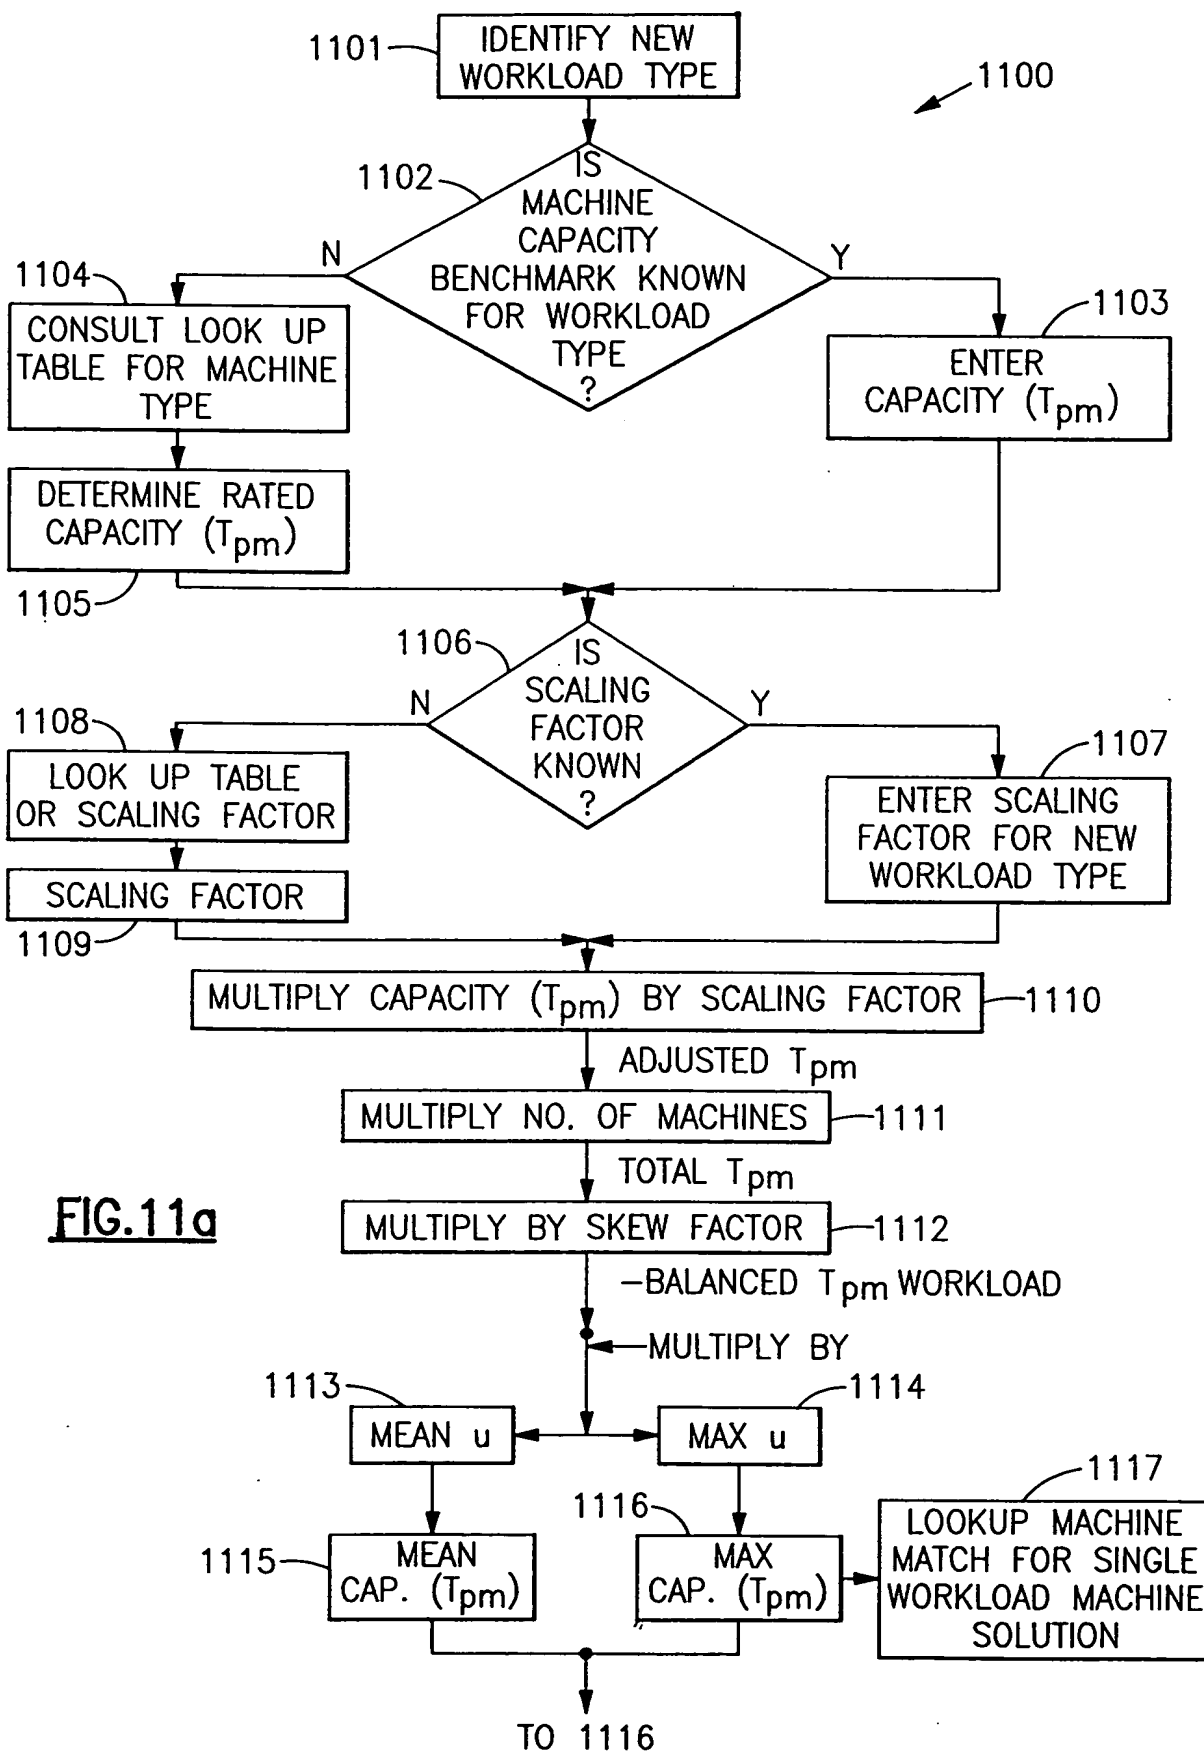 1101
IDENTIFY NEW
WORKLOAD TYPE
1100
1102
IS
MACHINE
CAPACITY
BENCHMARK KNOWN
FOR WORKLOAD
TYPE
?
N
Y
1104
CONSULT LOOK UP
TABLE FOR MACHINE
TYPE
1103
ENTER
CAPACITY (Tpm)
DETERMINE RATED
CAPACITY (Tpm)
1105
1106
IS
SCALING
FACTOR
KNOWN
?
N
Y
1108
LOOK UP TABLE
OR SCALING FACTOR
1107
ENTER SCALING
FACTOR FOR NEW
WORKLOAD TYPE
SCALING FACTOR
1109
MULTIPLY CAPACITY (Tpm) BY SCALING FACTOR
1110
ADJUSTED Tpm
MULTIPLY NO. OF MACHINES
1111
TOTAL Tpm
FIG.11a
MULTIPLY BY SKEW FACTOR
1112
-BALANCED Tpm WORKLOAD
MULTIPLY BY
1113
MEAN u
1114
MAX u
1115
MEAN
CAP. (Tpm)
1116
MAX
CAP. (Tpm)
1117
LOOKUP MACHINE
MATCH FOR SINGLE
WORKLOAD MACHINE
SOLUTION
TO 1116